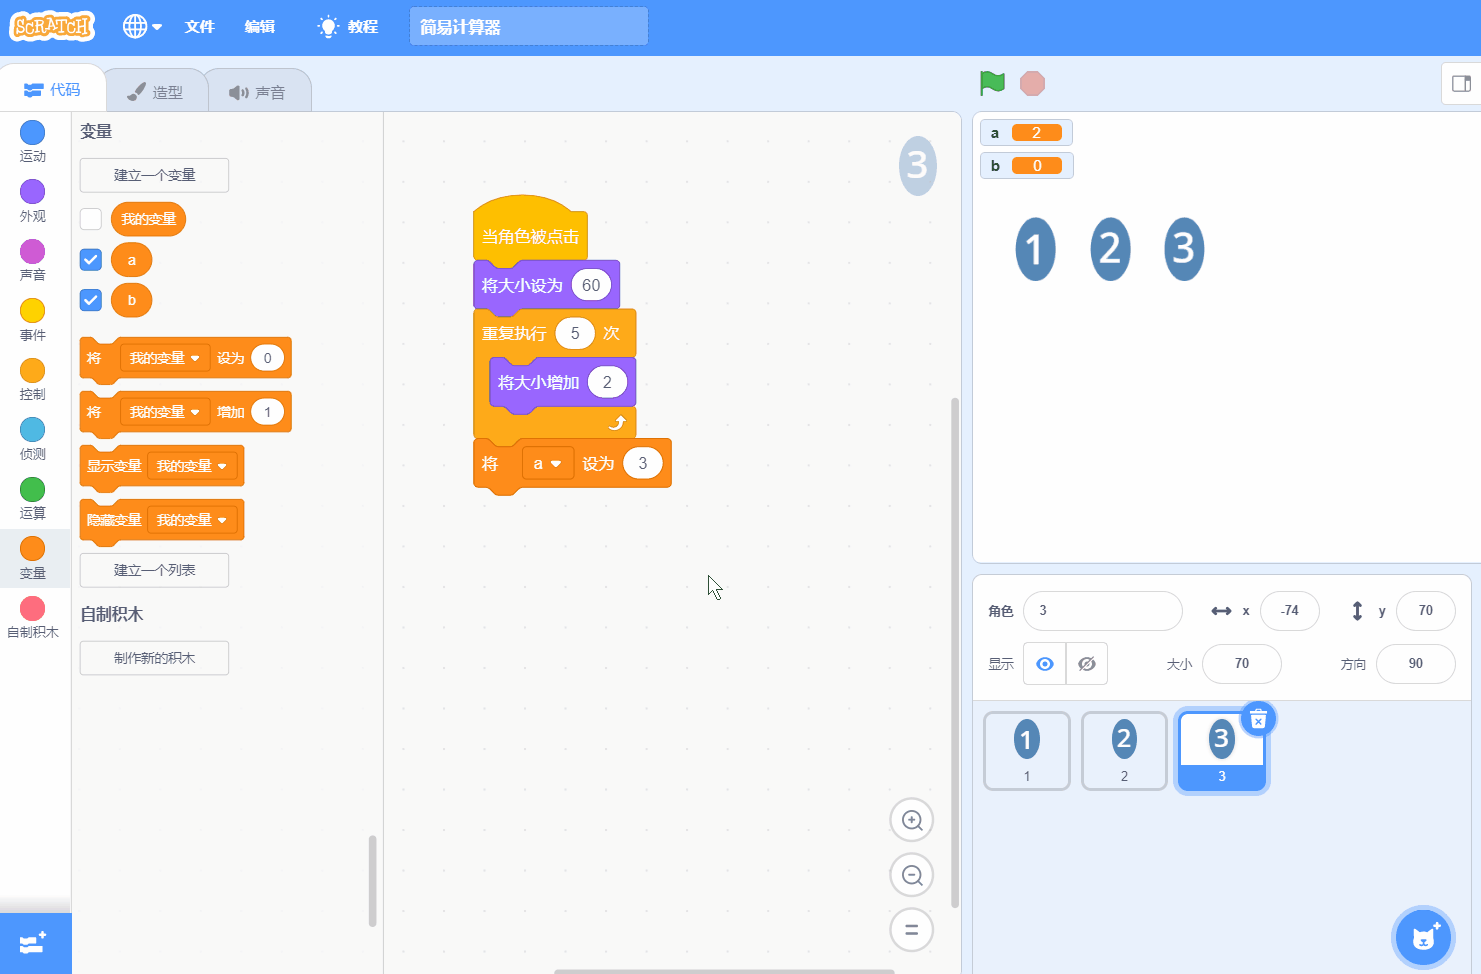 SCRATCH
文件
编辑
教程
简易计算器
代码
造型
声音
运动
外观
声音
事件
控制
侦测
运算
变量
自制积木
变量
建立一个变量
我的变量
a
b
将 我的变量 设为 0
将 我的变量 增加 1
显示变量 我的变量
隐藏变量 我的变量
建立一个列表
自制积木
制作新的积木
3
当角色被点击
将大小设为 60
重复执行 5 次
将大小增加 2
将 a 设为 3
a 2
b 0
1 2 3
角色 3 x -74 y 70
显示 大小 70 方向 90
1 2 3
1 2 3